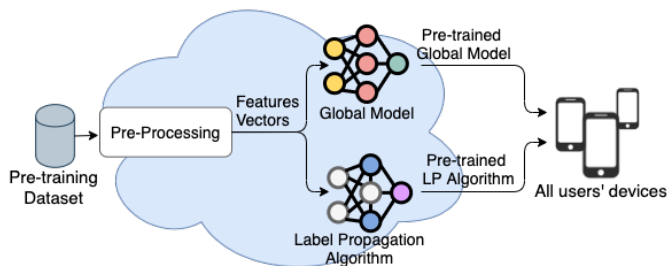 Pre-training
Dataset
Pre-Processing
Features
Vectors
Global Model
Pre-trained
Global Model
Label Propagation
Algorithm
Pre-trained
LP Algorithm
All users' devices